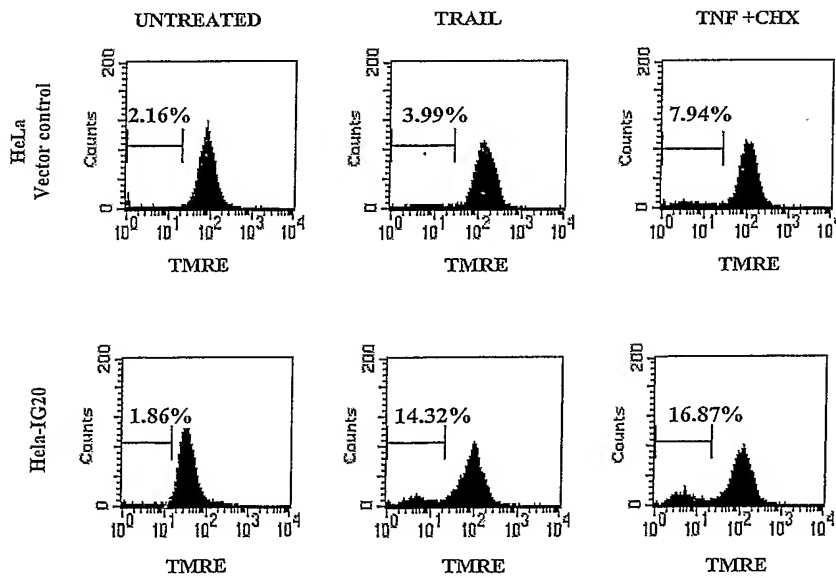 UNTREATED
TRAIL
TNF +CHX
HeLa
Vector control
200
Counts
0
2.16%
10^0 10^1 10^2 10^3 10^4
TMRE
200
Counts
0
3.99%
10^0 10^1 10^2 10^3 10^4
TMRE
200
Counts
0
7.94%
10^0 10^1 10^2 10^3 10^4
TMRE
Hela-IG20
200
Counts
0
1.86%
10^0 10^1 10^2 10^3 10^4
TMRE
200
Counts
0
14.32%
10^0 10^1 10^2 10^3 10^4
TMRE
200
Counts
0
16.87%
10^0 10^1 10^2 10^3 10^4
TMRE